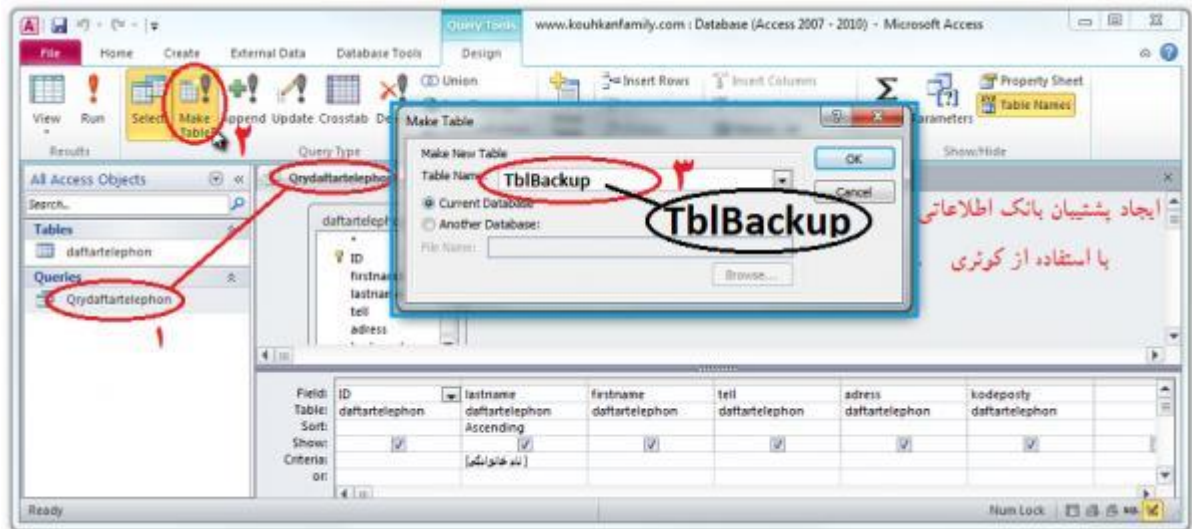 Query Tools
www.kouhkanfamily.com : Database (Access 2007 - 2010) - Microsoft Access
File Home Create External Data Database Tools Design
Union Insert Rows Insert Columns Property Sheet
View Run Select Make Table Append Update Crosstab Parameters Table Names
Results Query Type Show/Hide
۲
All Access Objects
Search..
Tables
daftartelephon
Queries
Qrydaftartelephon
۱
Qrydaftartelephon
*
ID
lastname
tell
adress
Make Table
Make New Table
Table Name: TblBackup
۳
Current Database
Another Database:
File Name:
OK
Cancel
Browse...
TblBackup
ایجاد پشتیبان بانک اطلاعاتی
با استفاده از کوئری
Field: ID lastname firstname tell adress kodeposty
Table: daftartelephon daftartelephon daftartelephon daftartelephon daftartelephon daftartelephon
Sort: Ascending
Show:
Criteria: [نام خانوادگی]
or:
Ready Num Lock SQL